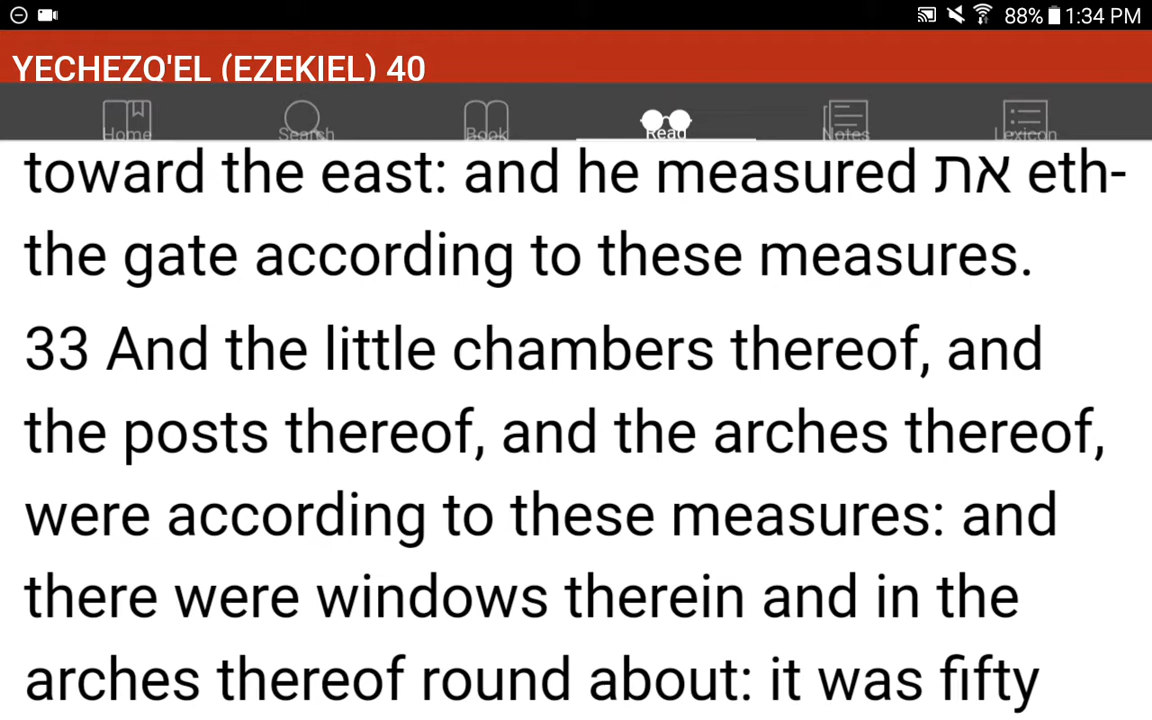 88% 1:34 PM
YECHEZQ'EL (EZEKIEL) 40
Home Search Book Read Notes Lexicon
toward the east: and he measured את eth-
the gate according to these measures.
33 And the little chambers thereof, and
the posts thereof, and the arches thereof,
were according to these measures: and
there were windows therein and in the
arches thereof round about: it was fifty